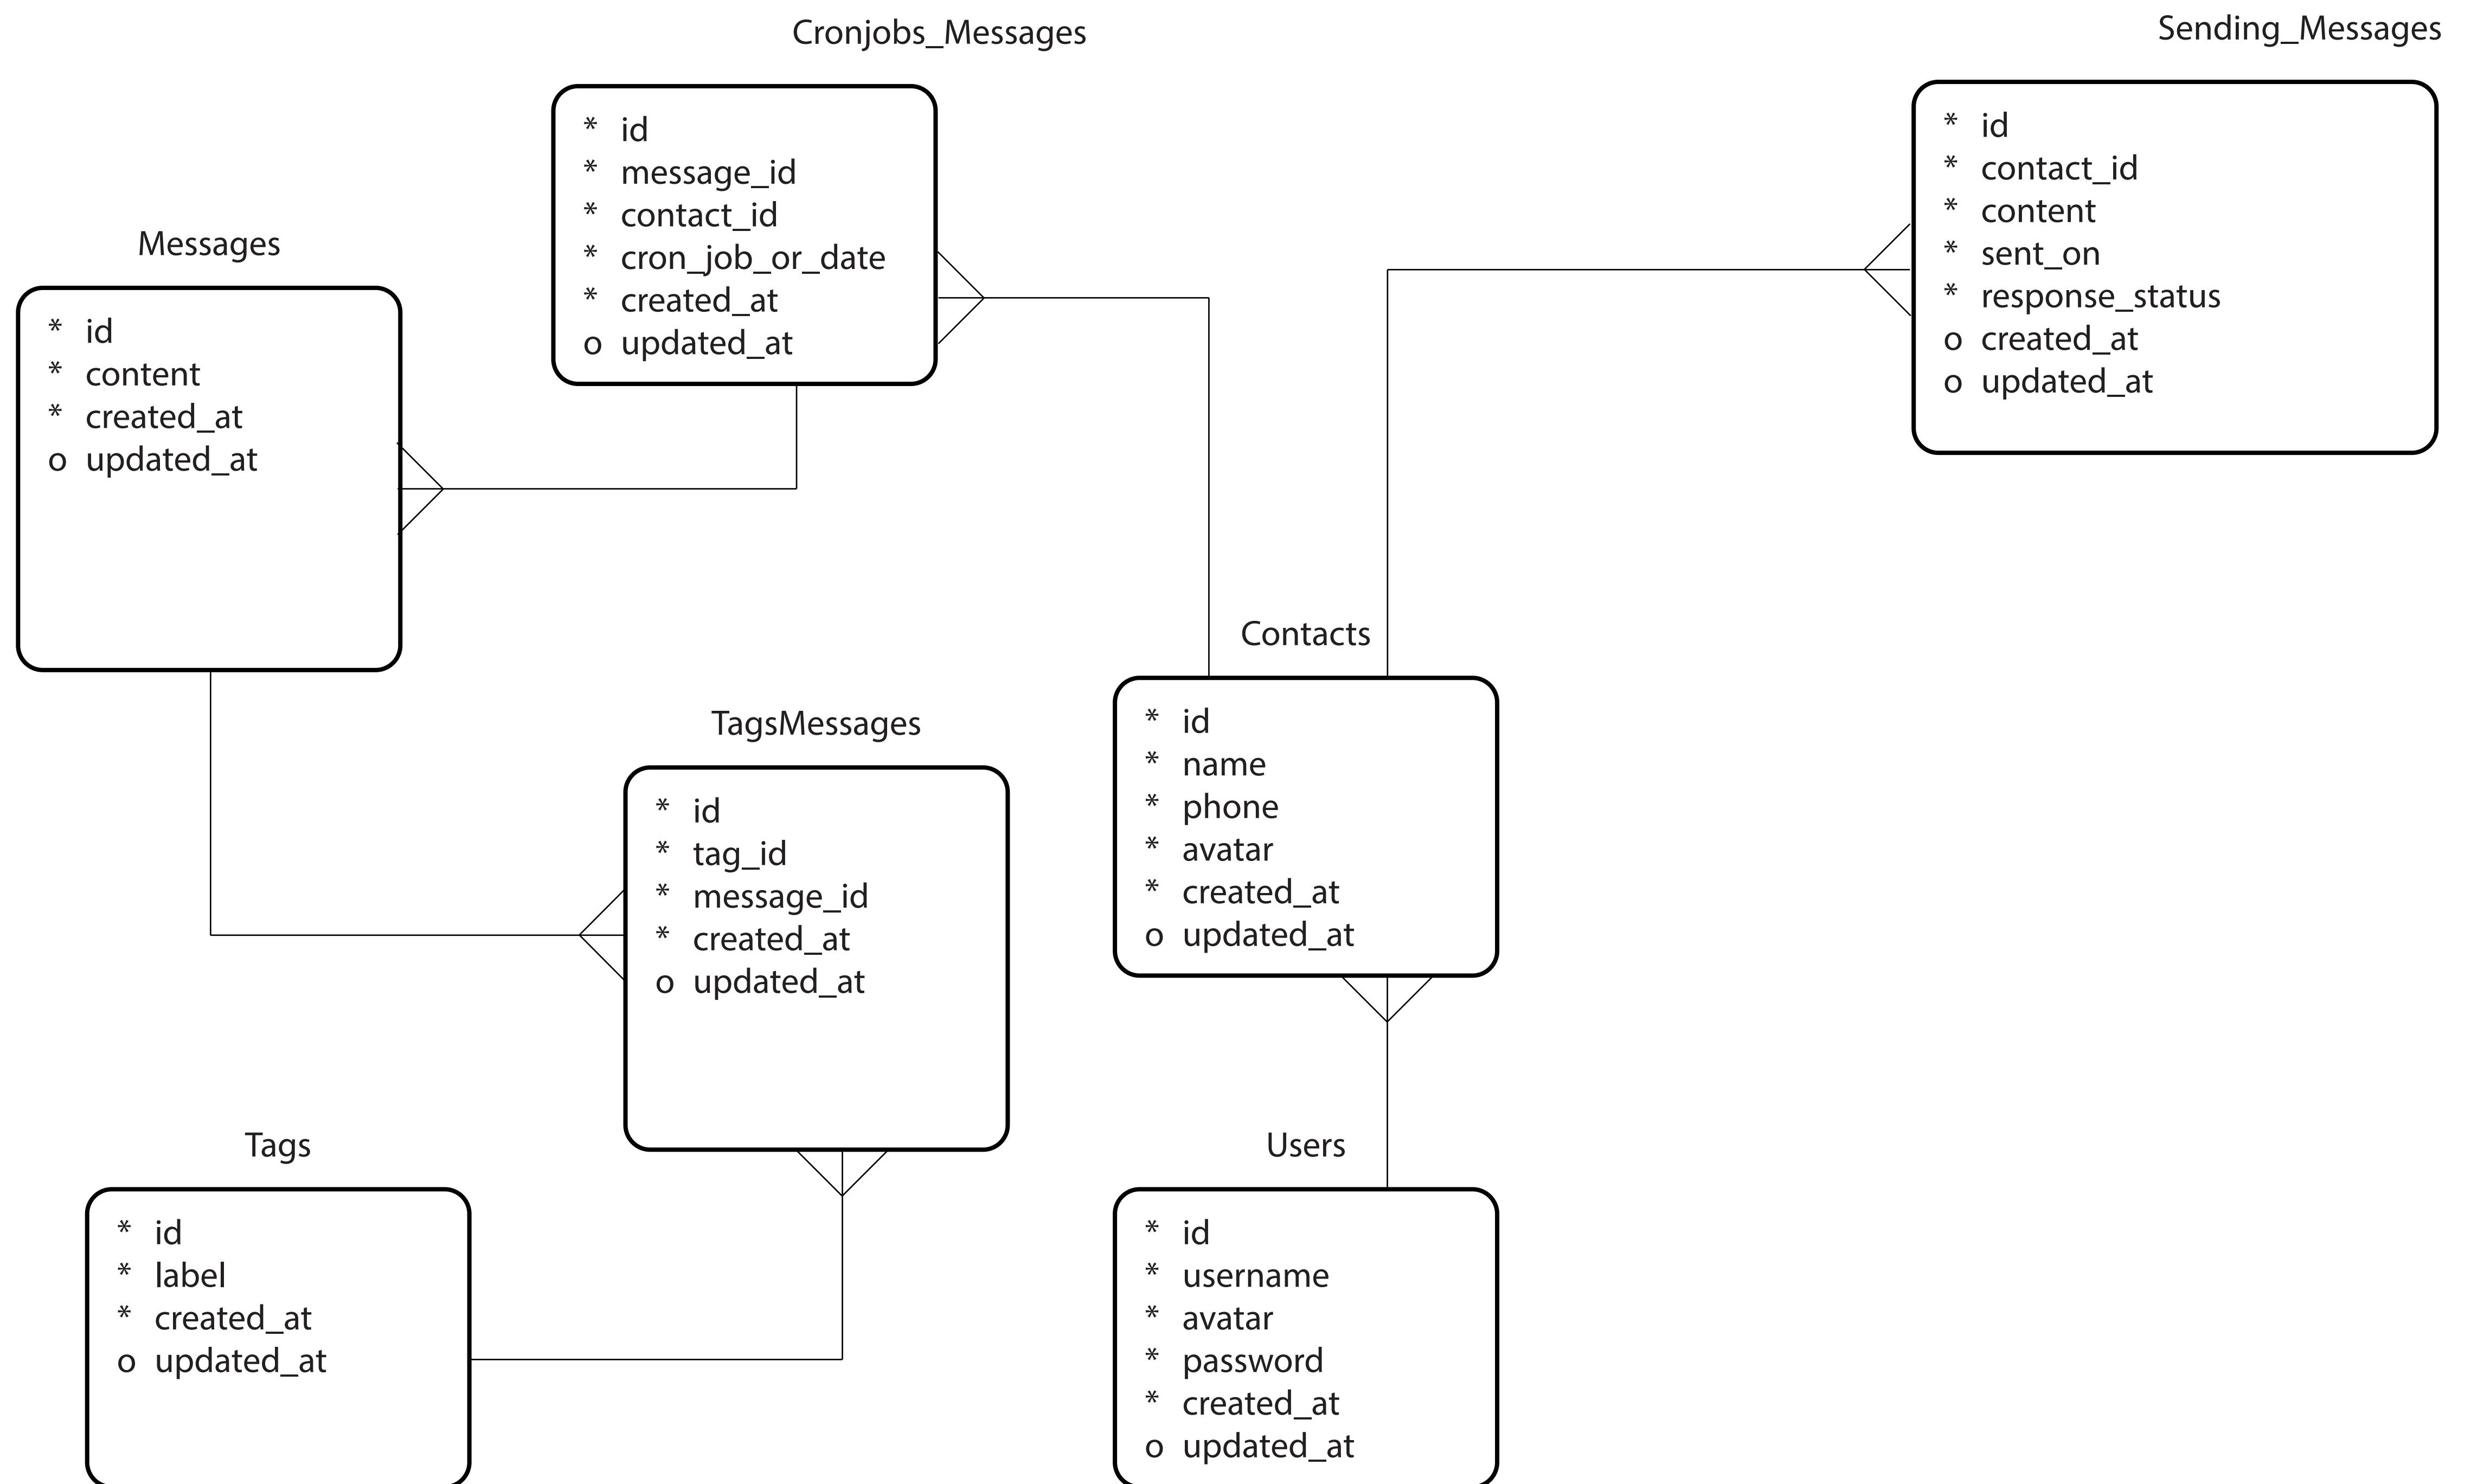 Cronjobs_Messages
* id
* message_id
* contact_id
* cron_job_or_date
* created_at
o updated_at
Sending_Messages
* id
* contact_id
* content
* sent_on
* response_status
o created_at
o updated_at
Messages
* id
* content
* created_at
o updated_at
Contacts
* id
* name
* phone
* avatar
* created_at
o updated_at
TagsMessages
* id
* tag_id
* message_id
* created_at
o updated_at
Tags
* id
* label
* created_at
o updated_at
Users
* id
* username
* avatar
* password
* created_at
o updated_at